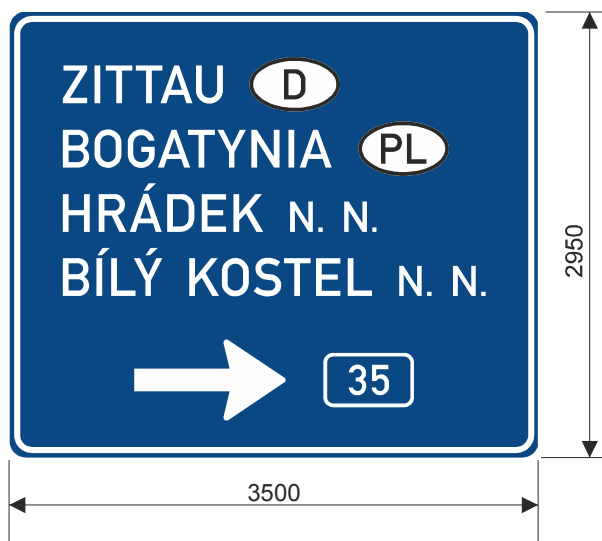 ZITTAU D
BOGATYNIA PL
HRÁDEK N. N.
BÍLÝ KOSTEL N. N.
35
2950
3500